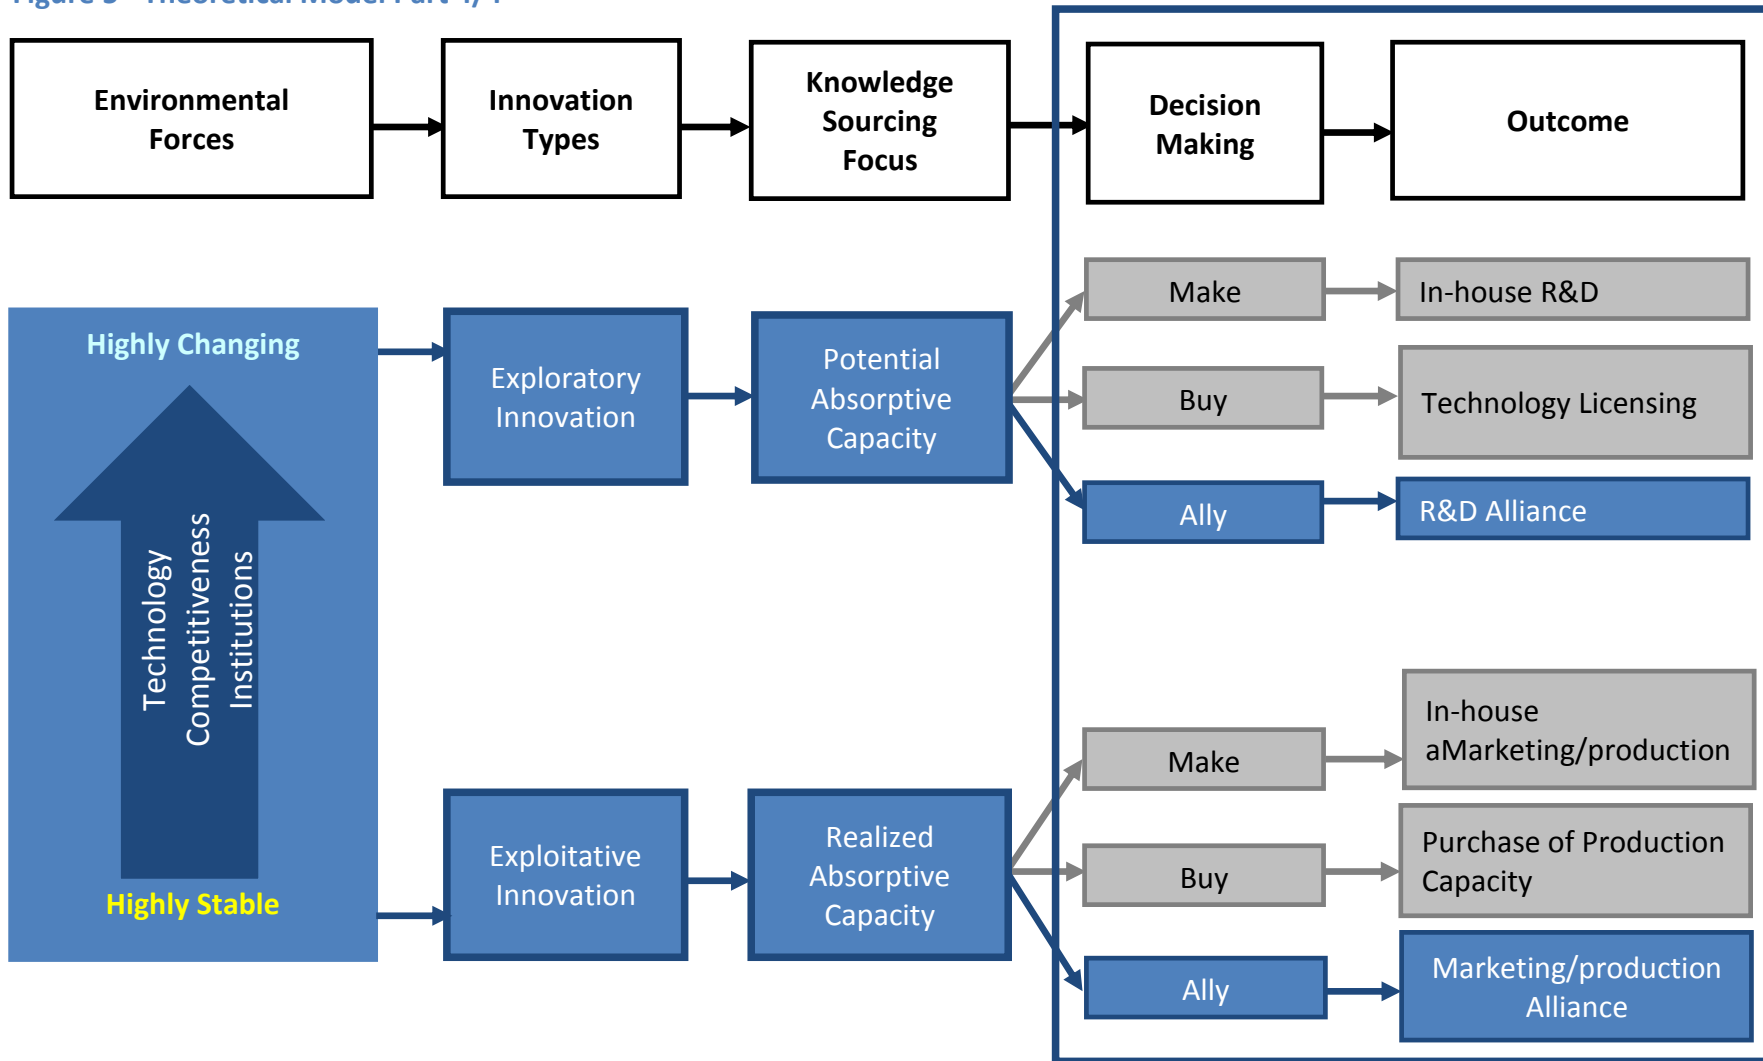 Environmental
Forces
Innovation
Types
Knowledge
Sourcing
Focus
Decision
Making
Outcome
Highly Changing
Technology
Competitiveness
Institutions
Highly Stable
Exploratory
Innovation
Potential
Absorptive
Capacity
Make
In-house R&D
Buy
Technology Licensing
Ally
R&D Alliance
Exploitative
Innovation
Realized
Absorptive
Capacity
Make
In-house
aMarketing/production
Buy
Purchase of Production
Capacity
Ally
Marketing/production
Alliance